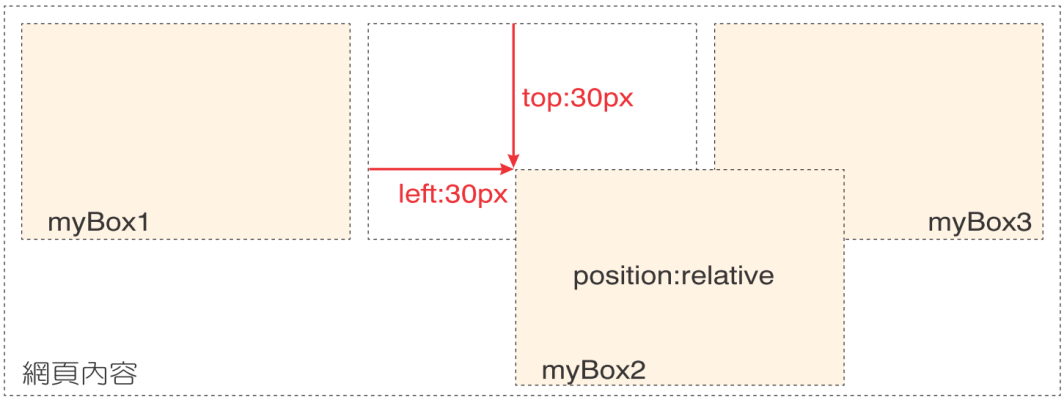 top:30px
left:30px
myBox1
myBox3
position:relative
網頁內容
myBox2